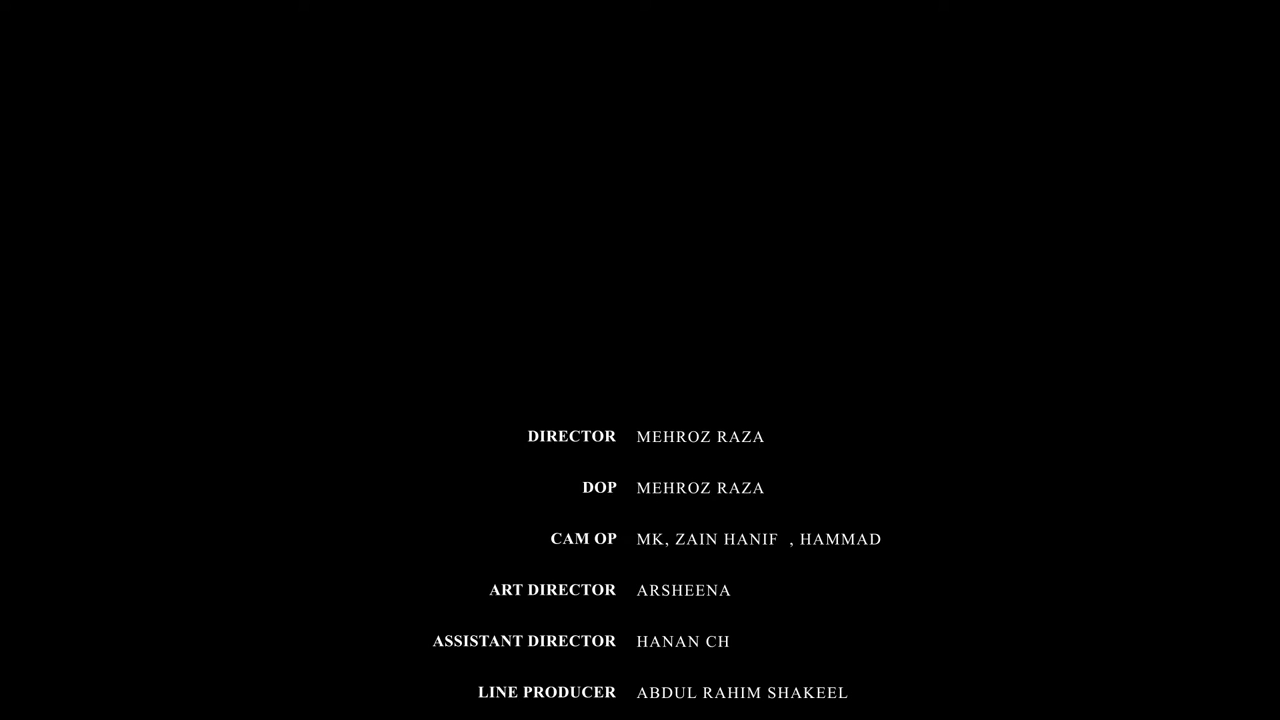 DIRECTOR MEHROZ RAZA
DOP MEHROZ RAZA
CAM OP MK, ZAIN HANIF , HAMMAD
ART DIRECTOR ARSHEENA
ASSISTANT DIRECTOR HANAN CH
LINE PRODUCER ABDUL RAHIM SHAKEEL